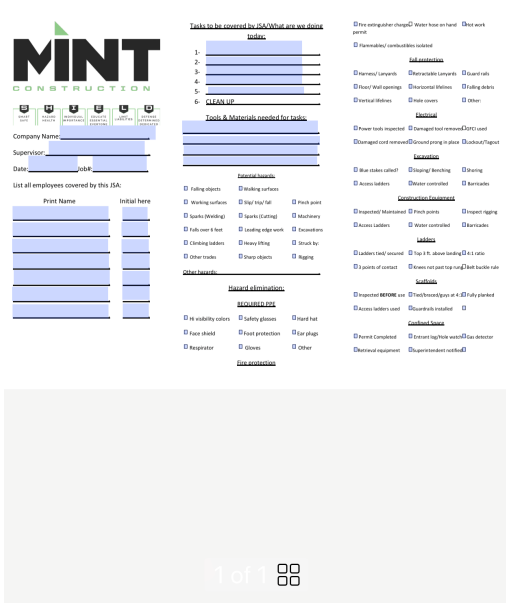 MINT
CONSTRUCTION
S H I E L D
SMART SAFE
HAZARD HEALTH
INDIVIDUAL IMPORTANCE
LIMIT LIABILITIES
DEFENSE DETERMINED
Company Name:
Supervisor:
Date: Job#:
List all employees covered by this JSA:
Print Name Initial here
Tasks to be covered by JSA/What are we doing
today:
1-
2-
3-
4-
5-
6- CLEAN UP
Tools & Materials needed for tasks:
Potential hazards:
Falling objects Walking surfaces
Working surfaces Slip/ trip/ fall Pinch point
Sparks (Welding) Sparks (Cutting) Machinery
Falls over 6 feet Leading edge work Excavations
Climbing ladders Heavy lifting Struck by:
Other trades Sharp objects Rigging
Other hazards:
Hazard elimination:
REQUIRED PPE
Hi visibility colors Safety glasses Hard hat
Face shield Foot protection Ear plugs
Respirator Gloves Other
Fire protection
Fire extinguisher charge Water hose on hand Hot work
permit
Flammables/ combustibles isolated
Fall protection
Harness/ Lanyards Retractable Lanyards Guard rails
Floor/ Wall openings Horizontal lifelines Falling debris
Vertical lifelines Hole covers Other:
Electrical
Power tools inspected Damaged tool removed GFCI used
Damaged cord removed Ground prong in place Lockout/Tagout
Excavation
Blue stakes called? Sloping/ Benching Shoring
Access ladders Water controlled Barricades
Construction Equipment
Inspected/ Maintained Pinch points Inspect rigging
Access Ladders Water controlled Barricades
Ladders
Ladders tied/ secured Top 3 ft. above landing 4:1 ratio
3 points of contact Knees not past top rung Belt buckle rule
Scaffolds
Inspected BEFORE use Tied/braced/guys at 4:1 Fully planked
Access ladders used Guardrails installed
Confined Space
Permit Completed Entrant log/Hole watch Gas detector
Retrieval equipment Superintendent notified
1 of 1